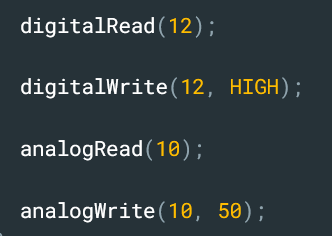 digitalRead(12);
digitalWrite(12, HIGH);
analogRead(10);
analogWrite(10, 50);